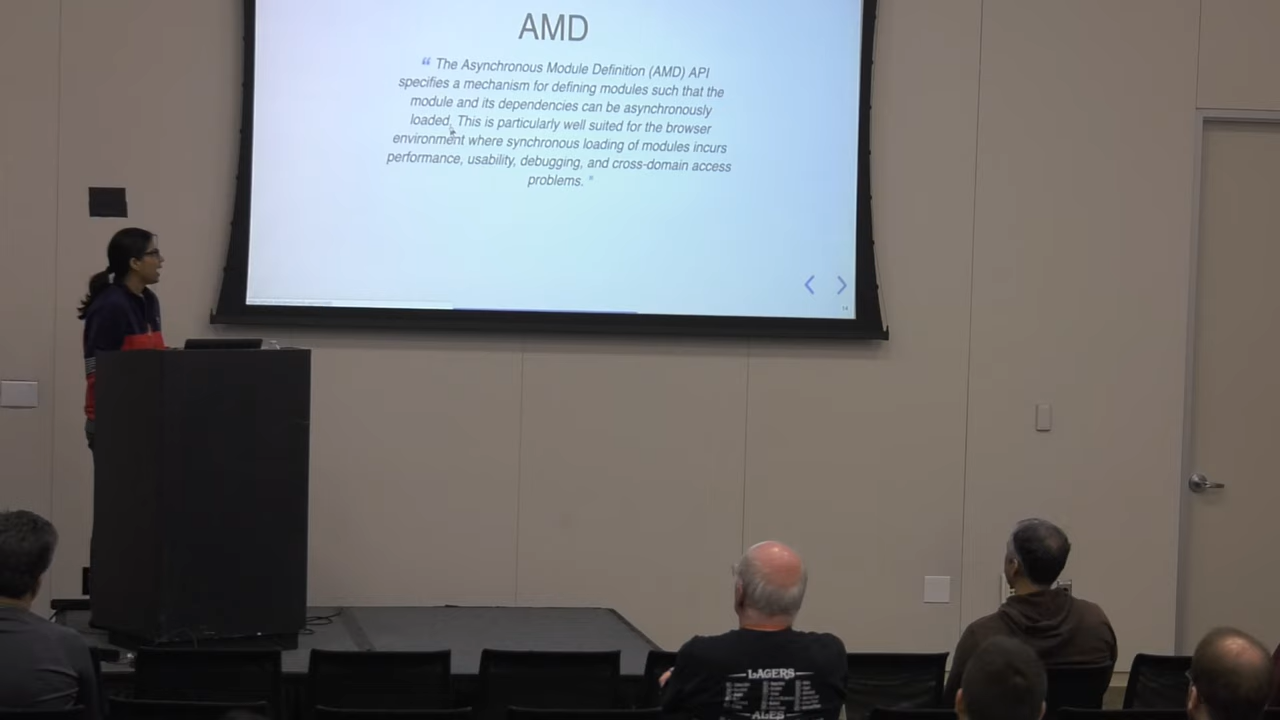 AMD
“ The Asynchronous Module Definition (AMD) API
specifies a mechanism for defining modules such that the
module and its dependencies can be asynchronously
loaded. This is particularly well suited for the browser
environment where synchronous loading of modules incurs
performance, usability, debugging, and cross-domain access
problems. "
LAGERS
ALES